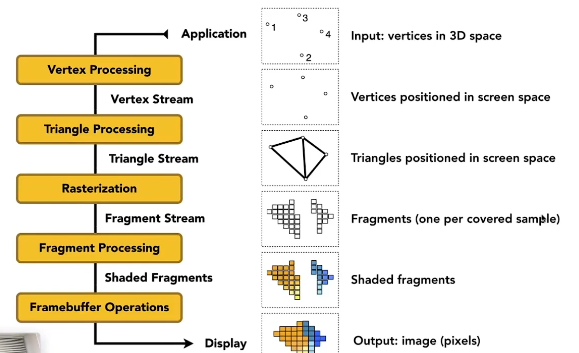 Application
1
3
4
2
Input: vertices in 3D space
Vertex Processing
Vertex Stream
Vertices positioned in screen space
Triangle Processing
Triangle Stream
Triangles positioned in screen space
Rasterization
Fragment Stream
Fragments (one per covered sample)
Fragment Processing
Shaded Fragments
Shaded fragments
Framebuffer Operations
Display
Output: image (pixels)